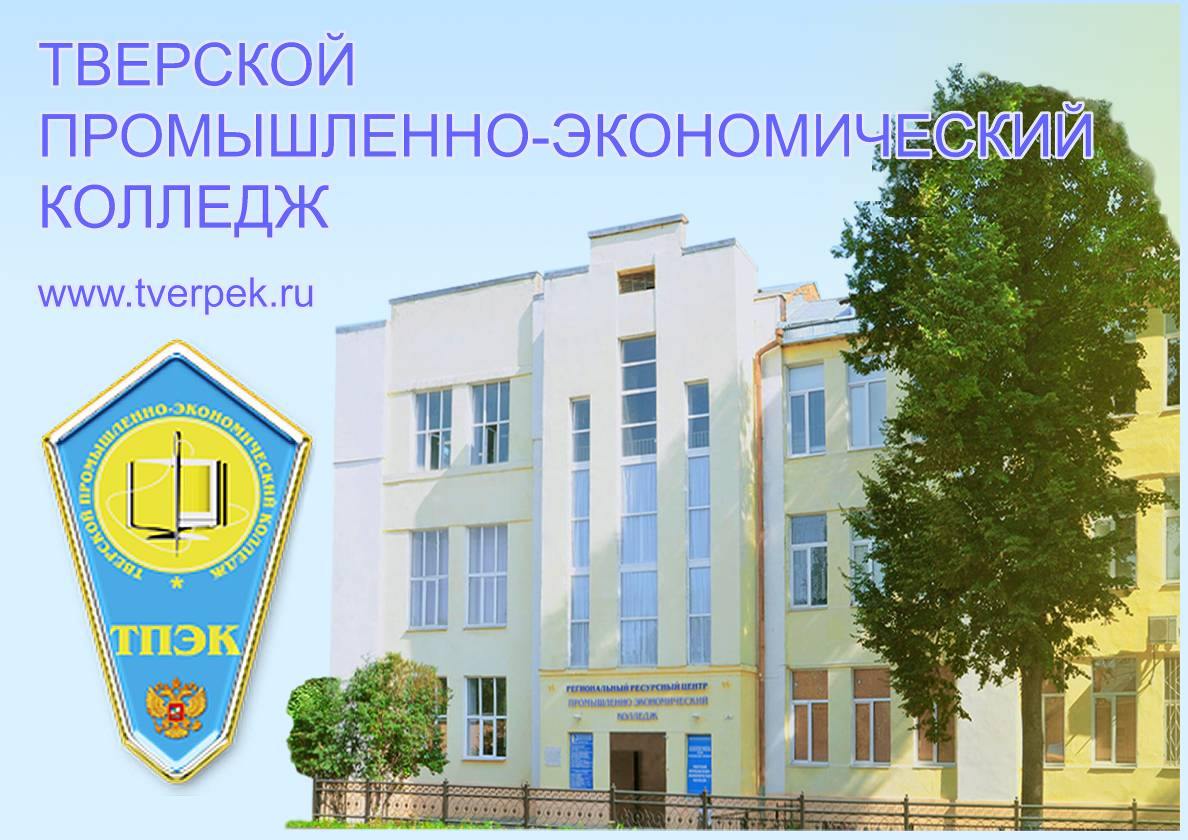 ТВЕРСКОЙ
ПРОМЫШЛЕННО-ЭКОНОМИЧЕСКИЙ
КОЛЛЕДЖ
www.tverpek.ru
ТВЕРСКОЙ ПРОМЫШЛЕННО-ЭКОНОМИЧЕСКИЙ КОЛЛЕДЖ
*
ТПЭК
РЕГИОНАЛЬНЫЙ РЕСУРСНЫЙ ЦЕНТР
ПРОМЫШЛЕННО ЭКОНОМИЧЕСКИЙ
КОЛЛЕДЖ